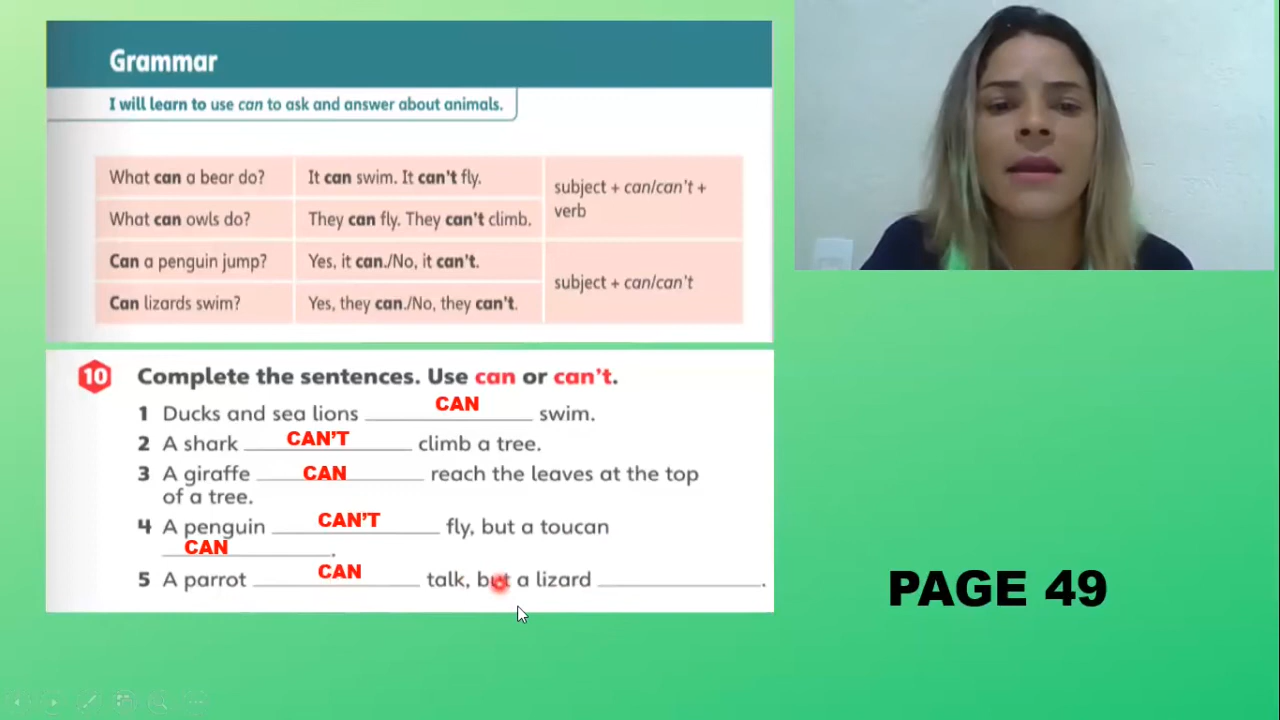 Grammar
I will learn to use can to ask and answer about animals.
What can a bear do? It can swim. It can't fly. subject + can/can't + verb
What can owls do? They can fly. They can't climb.
Can a penguin jump? Yes, it can./No, it can't. subject + can/can't
Can lizards swim? Yes, they can./No, they can't.
10 Complete the sentences. Use can or can't.
1 Ducks and sea lions CAN swim.
2 A shark CAN'T climb a tree.
3 A giraffe CAN reach the leaves at the top
of a tree.
4 A penguin CAN'T fly, but a toucan
CAN.
5 A parrot CAN talk, but a lizard ____________.
PAGE 49